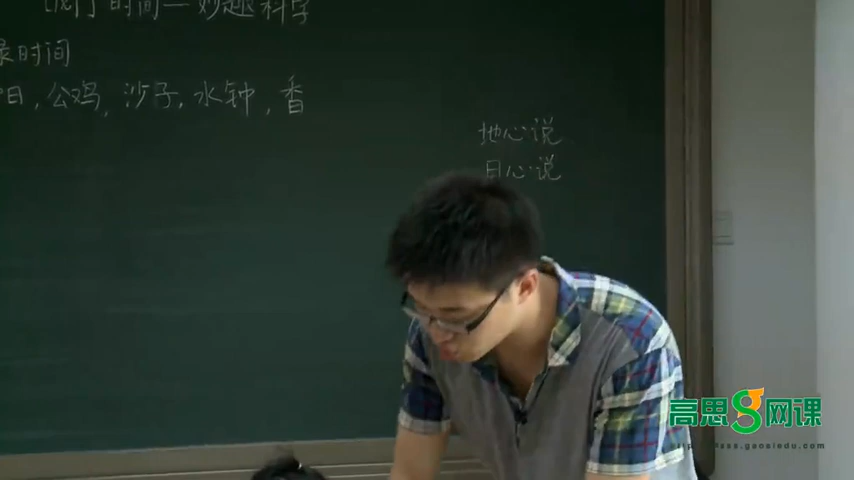 时间—妙趣科学
录时间
日，公鸡，沙子，水钟，香
地心说
日心说
高思网课